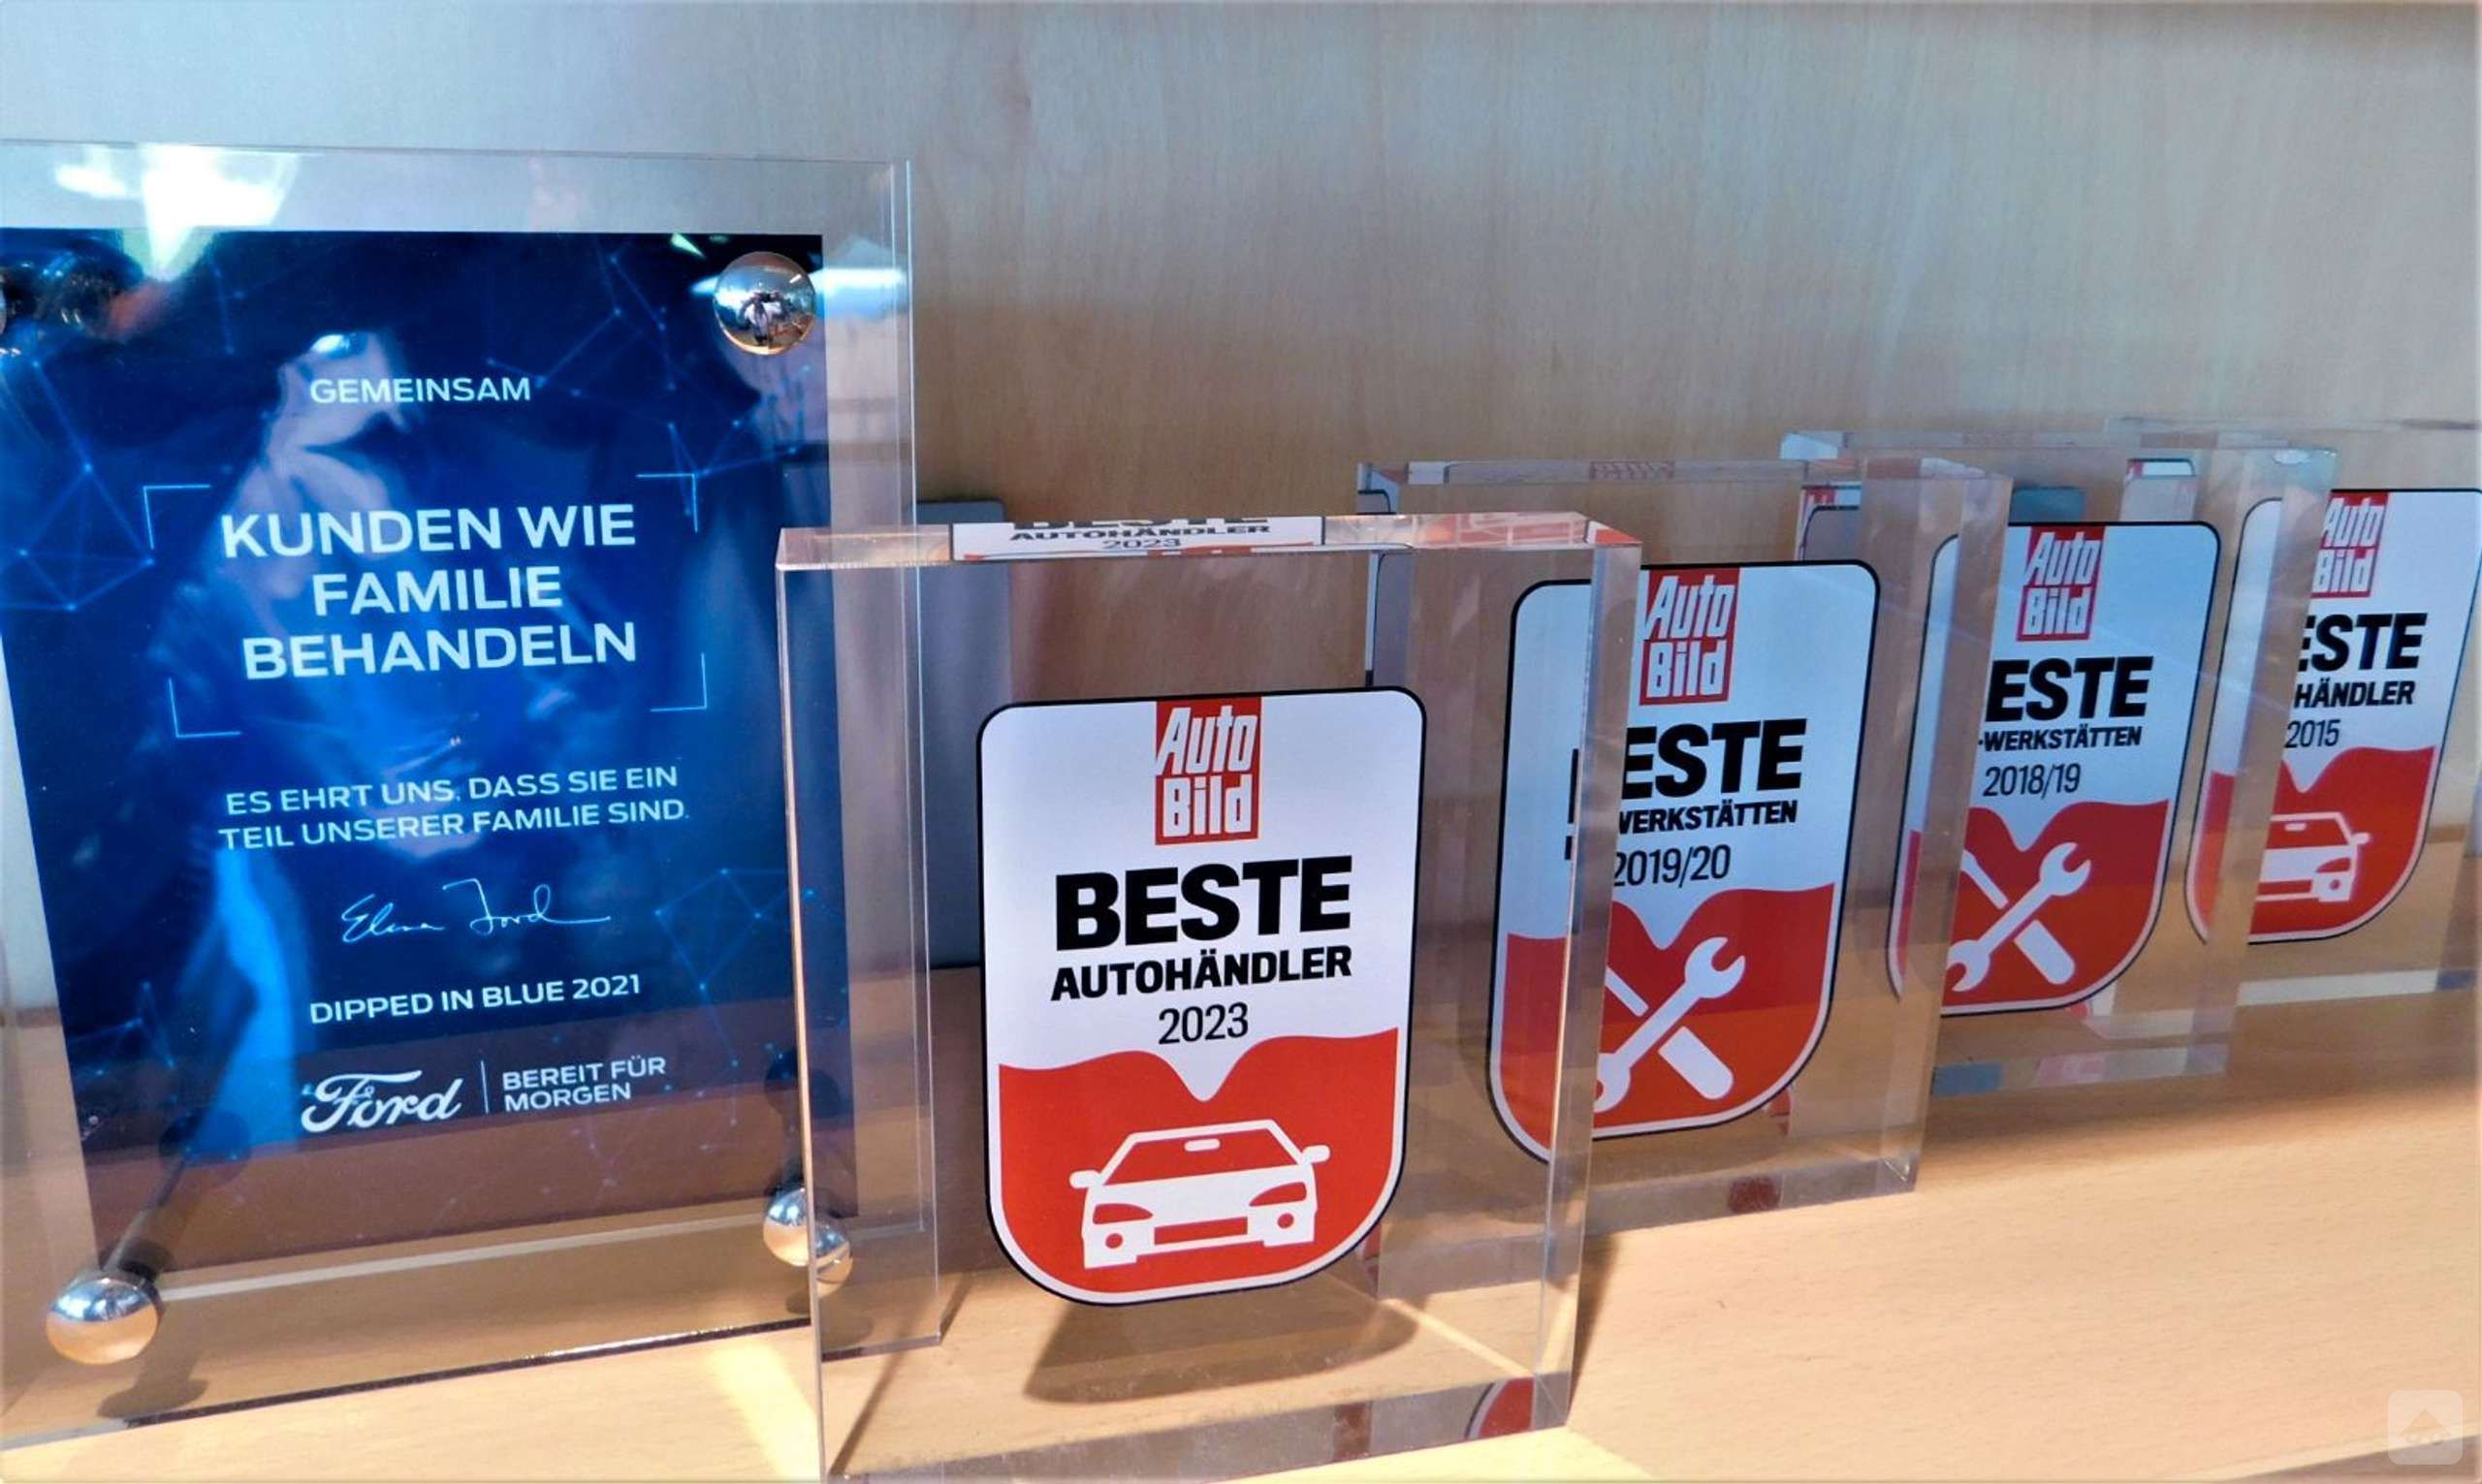 GEMEINSAM
KUNDEN WIE
FAMILIE
BEHANDELN
ES EHRT UNS, DASS SIE EIN
TEIL UNSERER FAMILIE SIND.
Elena Ford
DIPPED IN BLUE 2021
Ford
BEREIT FÜR
MORGEN
AUTOHÄNDLER
2023
Auto
Bild
BESTE
AUTOHÄNDLER
2023
Auto
Bild
ESTE
WERKSTÄTTEN
2019/20
Auto
Bild
ESTE
-WERKSTÄTTEN
2018/19
Auto
Bild
ESTE
HÄNDLER
2015